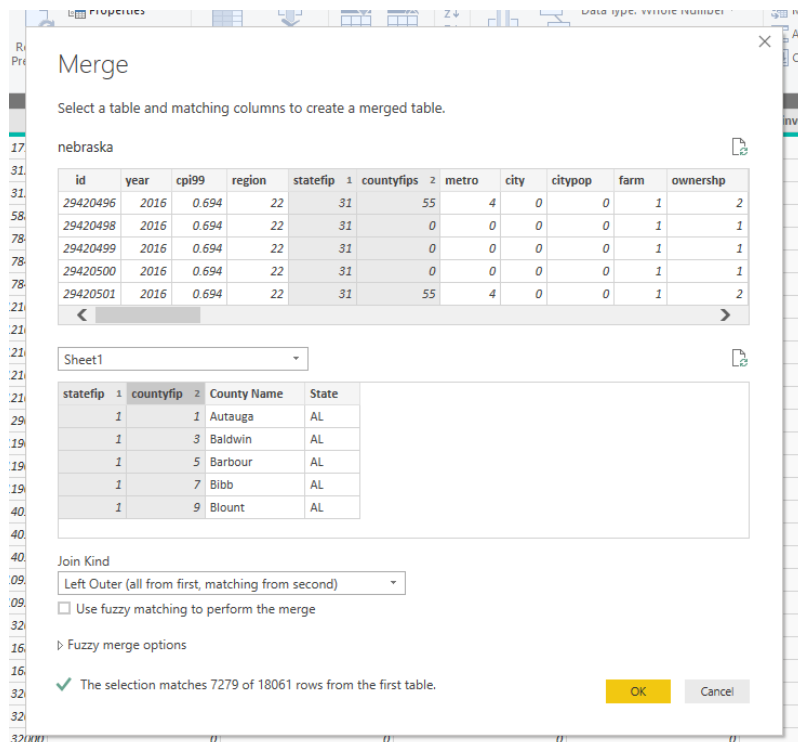 Properties
Data Type: Whole Number
Merge
Select a table and matching columns to create a merged table.
nebraska
id year cpi99 region statefip 1 countyfips 2 metro city citypop farm ownershp
29420496 2016 0.694 22 31 55 4 0 0 1 2
29420498 2016 0.694 22 31 0 0 0 0 1 1
29420499 2016 0.694 22 31 0 0 0 0 1 1
29420500 2016 0.694 22 31 0 0 0 0 1 1
29420501 2016 0.694 22 31 55 4 0 0 1 2
Sheet1
statefip 1 countyfip 2 County Name State
1 1 Autauga AL
1 3 Baldwin AL
1 5 Barbour AL
1 7 Bibb AL
1 9 Blount AL
Join Kind
Left Outer (all from first, matching from second)
Use fuzzy matching to perform the merge
Fuzzy merge options
The selection matches 7279 of 18061 rows from the first table.
OK Cancel